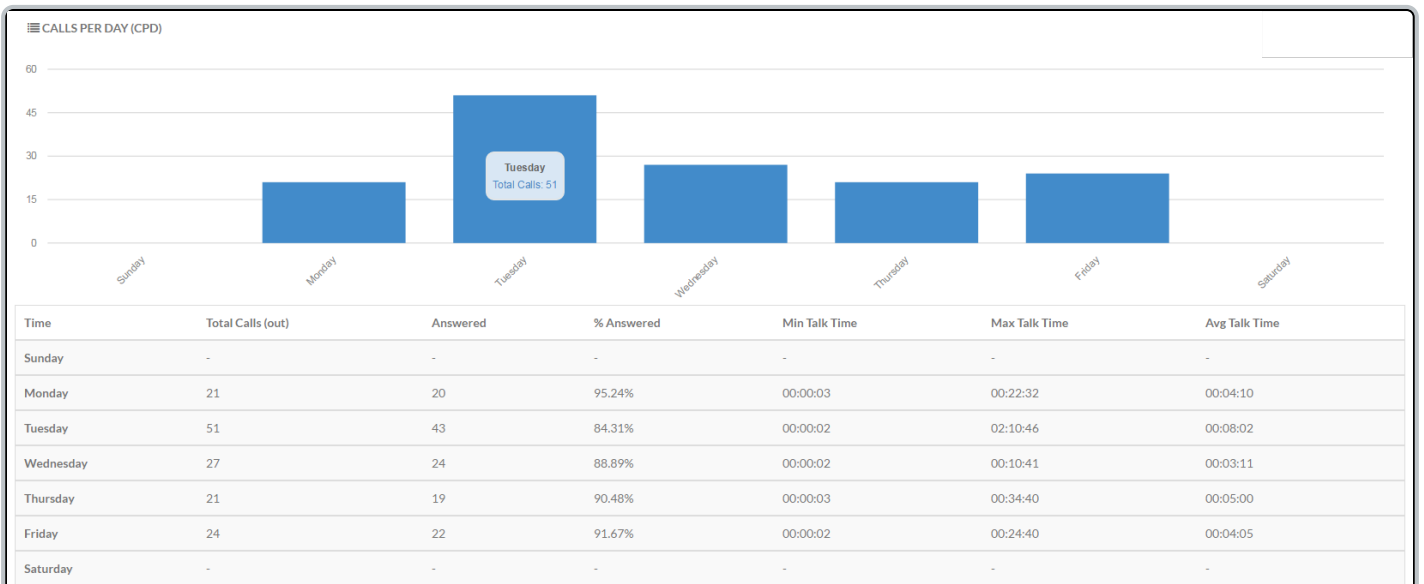 CALLS PER DAY (CPD)
60
45
30
15
0
Tuesday
Total Calls: 51
Sunday Monday Tuesday Wednesday Thursday Friday Saturday
Time Total Calls (out) Answered % Answered Min Talk Time Max Talk Time Avg Talk Time
Sunday - - - - - -
Monday 21 20 95.24% 00:00:03 00:22:32 00:04:10
Tuesday 51 43 84.31% 00:00:02 02:10:46 00:08:02
Wednesday 27 24 88.89% 00:00:02 00:10:41 00:03:11
Thursday 21 19 90.48% 00:00:03 00:34:40 00:05:00
Friday 24 22 91.67% 00:00:02 00:24:40 00:04:05
Saturday - - - - - -